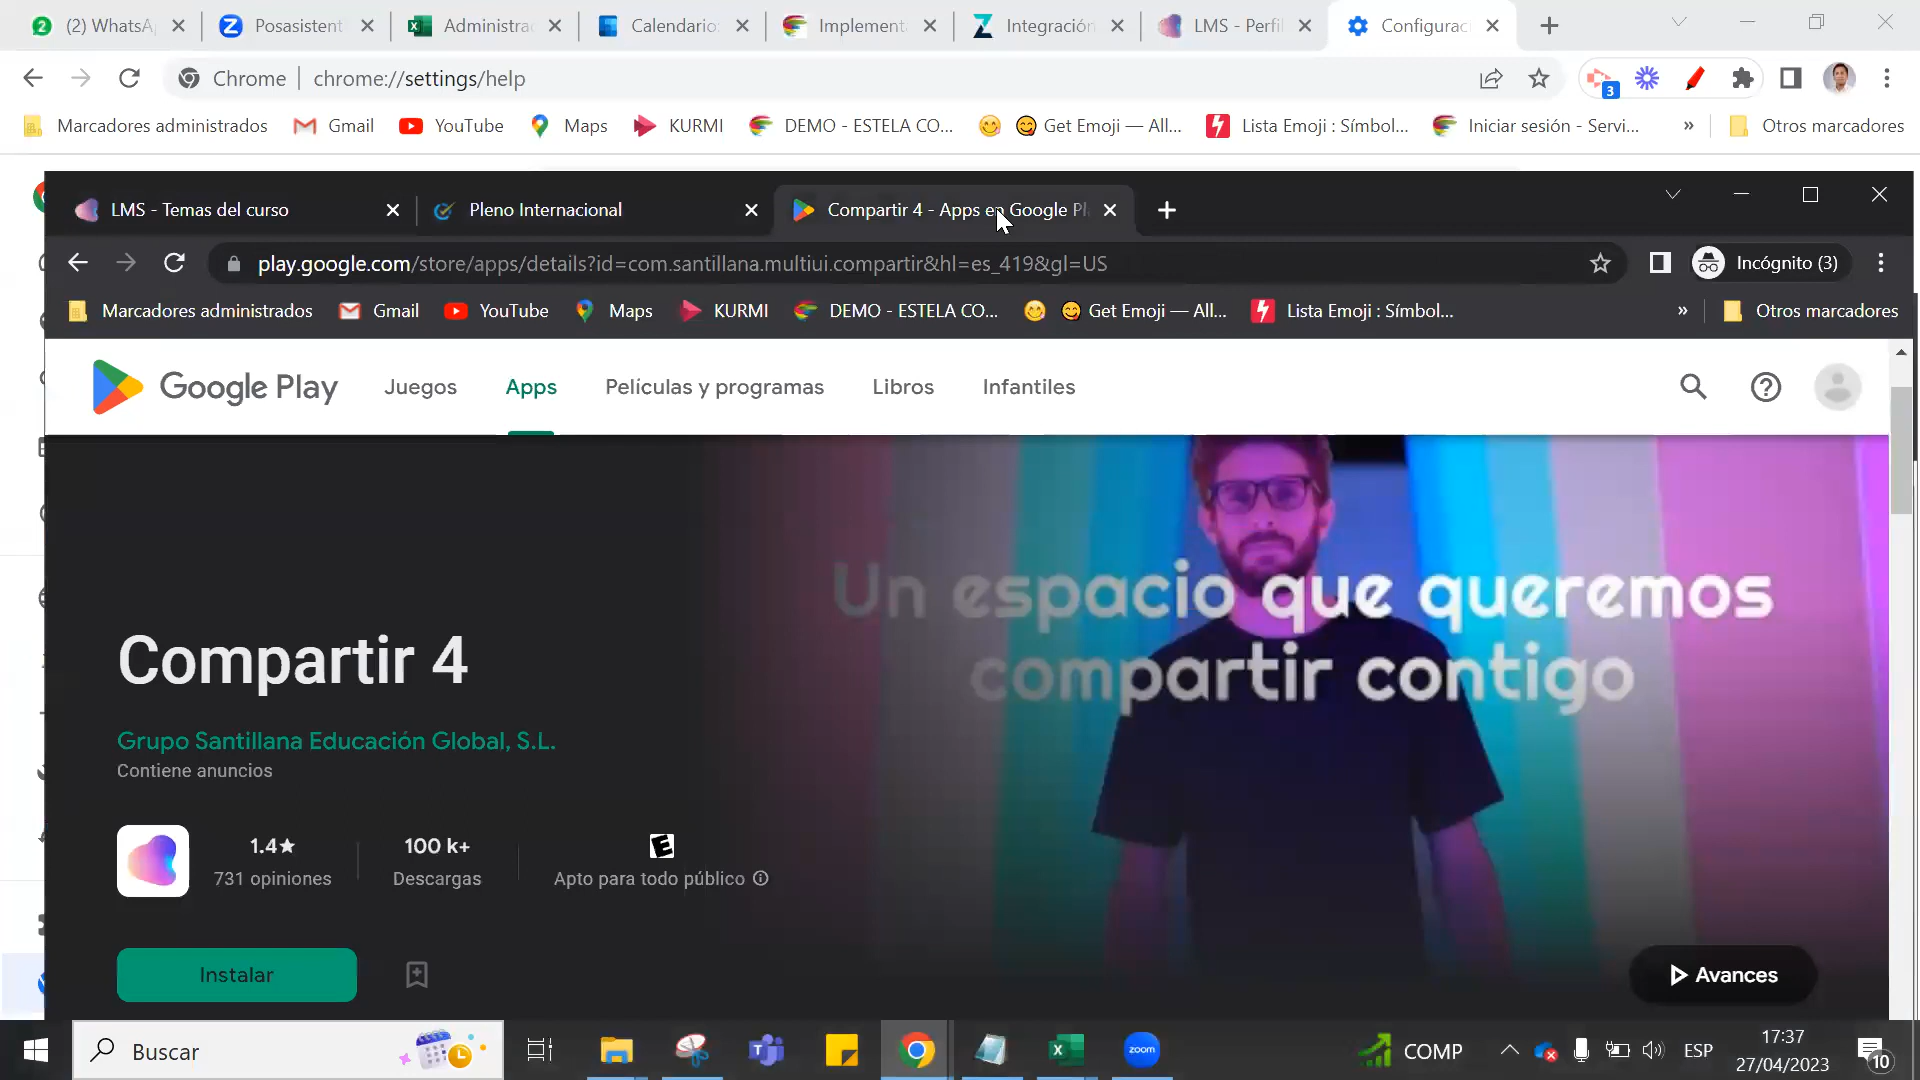 (2) WhatsA
Posasistent
Administra
Calendario:
Implement
Integración
LMS - Perfil
Configurac
Chrome
chrome://settings/help
3
Marcadores administrados
Gmail
YouTube
Maps
KURMI
DEMO - ESTELA CO...
Get Emoji — All...
Lista Emoji : Símbol...
Iniciar sesión - Servi...
»
Otros marcadores
LMS - Temas del curso
Pleno Internacional
Compartir 4 - Apps en Google Pl
play.google.com/store/apps/details?id=com.santillana.multiui.compartir&hl=es_419&gl=US
Incógnito (3)
Marcadores administrados
Gmail
YouTube
Maps
KURMI
DEMO - ESTELA CO...
Get Emoji — All...
Lista Emoji : Símbol...
»
Otros marcadores
Google Play
Juegos
Apps
Películas y programas
Libros
Infantiles
Un espacio que queremos
compartir contigo
Compartir 4
Grupo Santillana Educación Global, S.L.
Contiene anuncios
1.4★
731 opiniones
100 k+
Descargas
E
Apto para todo público
Instalar
Avances
Buscar
zoom
COMP
ESP
17:37
27/04/2023
10